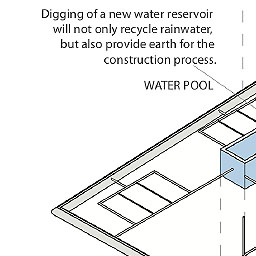 Digging of a new water reservoir
will not only recycle rainwater,
but also provide earth for the
construction process.
WATER POOL